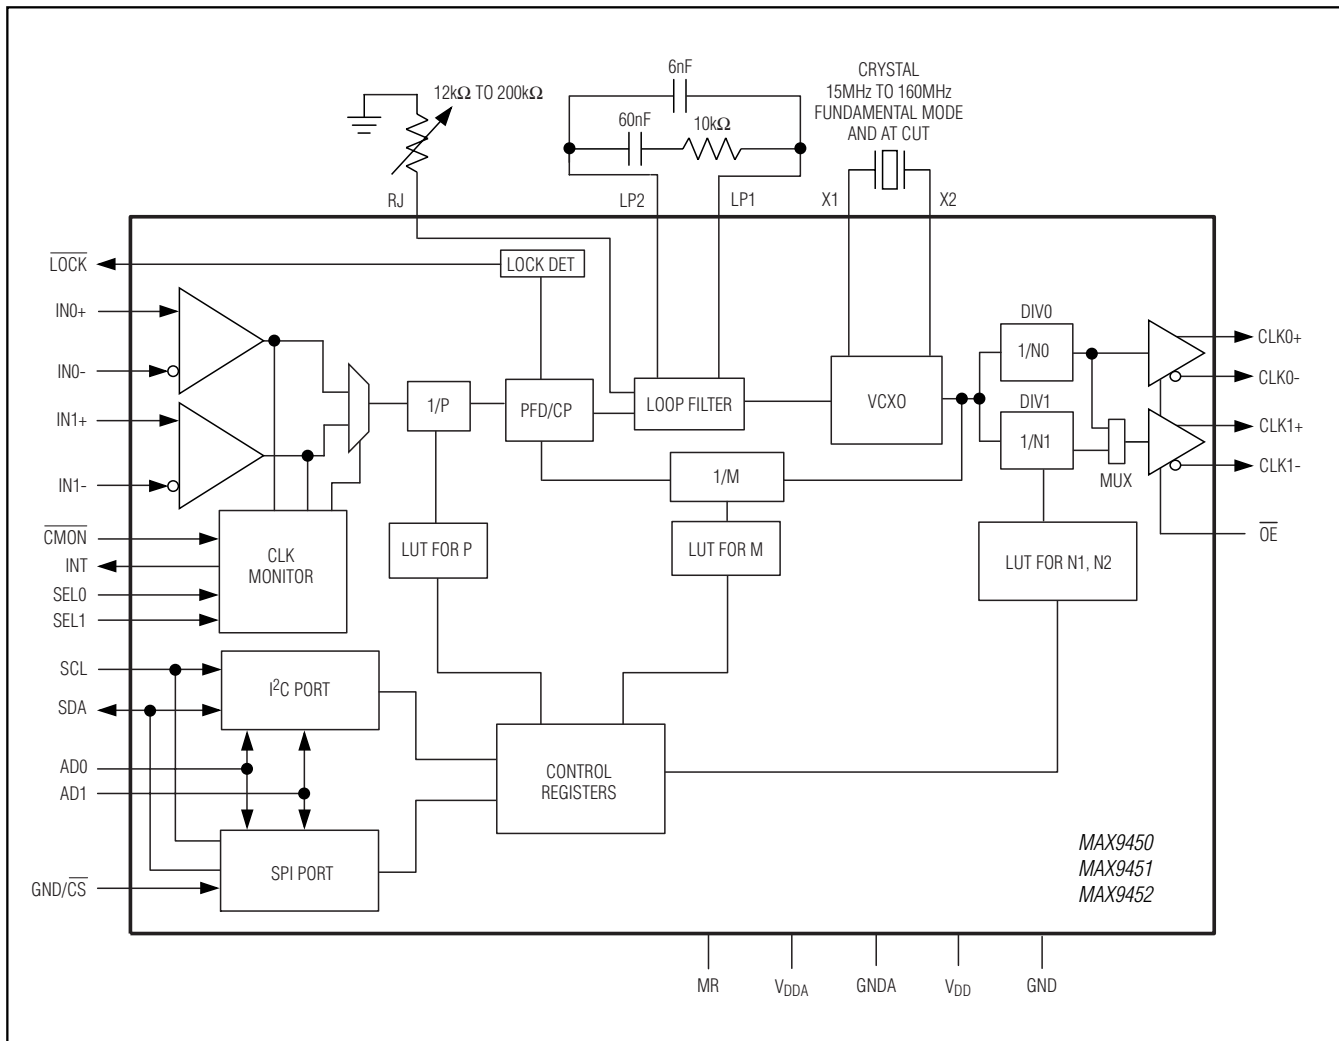 6nF
CRYSTAL
15MHz TO 160MHz
FUNDAMENTAL MODE
AND AT CUT
12kΩ TO 200kΩ
60nF
10kΩ
RJ
LP2
LP1
X1
X2
LOCK
LOCK DET
IN0+
IN0-
IN1+
IN1-
1/P
PFD/CP
LOOP FILTER
VCXO
DIV0
1/N0
DIV1
1/N1
MUX
CLK0+
CLK0-
CLK1+
CLK1-
OE
1/M
CMON
INT
SEL0
SEL1
CLK
MONITOR
LUT FOR P
LUT FOR M
LUT FOR N1, N2
SCL
SDA
AD0
AD1
GND/CS
I²C PORT
SPI PORT
CONTROL
REGISTERS
MAX9450
MAX9451
MAX9452
MR
VDDA
GNDA
VDD
GND